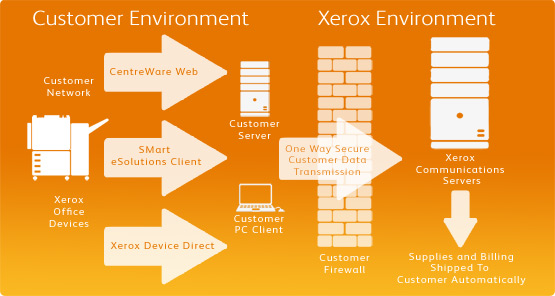 Customer Environment
Xerox Environment
Customer
Network
CentreWare Web
Customer
Server
SMart
eSolutions Client
One Way Secure
Customer Data
Transmission
Xerox
Communications
Servers
Xerox
Office
Devices
Customer
PC Client
Xerox Device Direct
Customer
Firewall
Supplies and Billing
Shipped To
Customer Automatically